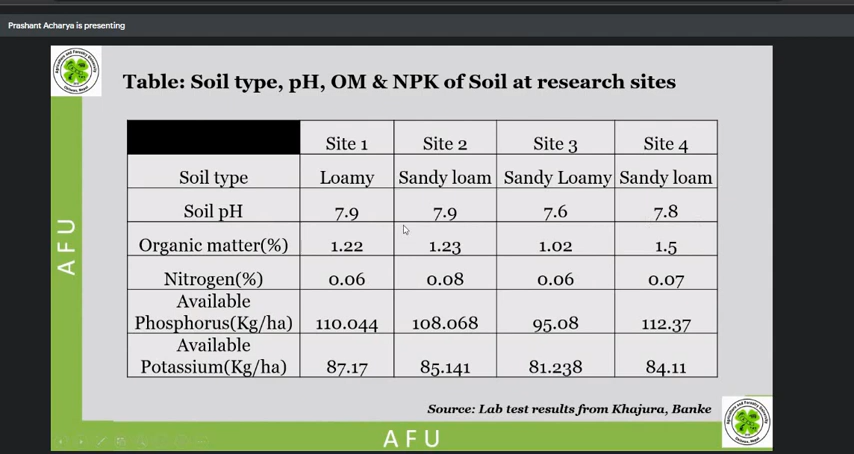 Prashant Acharya is presenting
Table: Soil type, pH, OM & NPK of Soil at research sites
Site 1 Site 2 Site 3 Site 4
Soil type Loamy Sandy loam Sandy Loamy Sandy loam
Soil pH 7.9 7.9 7.6 7.8
Organic matter(%) 1.22 1.23 1.02 1.5
Nitrogen(%) 0.06 0.08 0.06 0.07
Available
Phosphorus(Kg/ha) 110.044 108.068 95.08 112.37
Available
Potassium(Kg/ha) 87.17 85.141 81.238 84.11
Source: Lab test results from Khajura, Banke
AFU
AFU